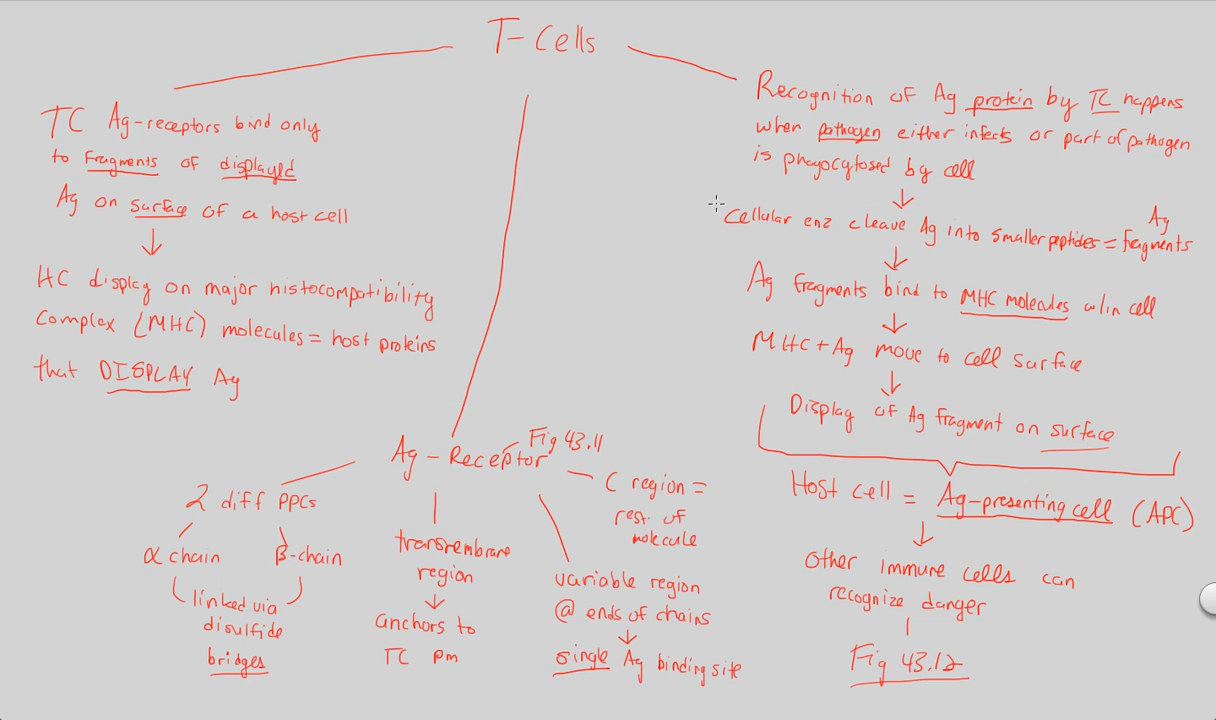 T-Cells
TC Ag-receptors bind only
to fragments of displayed
Ag on surface of a host cell
↓
HC display on major histocompatibility
complex (MHC) molecules = host proteins
that DISPLAY Ag
Recognition of Ag protein by TC happens
when pathogen either infects or part of pathogen
is phagocytosed by cell
↓
Cellular enz cleave Ag into smaller peptides = Ag
fragments
↓
Ag fragments bind to MHC molecules w/in cell
↓
MHC + Ag move to cell surface
↓
Display of Ag fragment on surface
Host cell = Ag-presenting cell (APC)
↓
Other immune cells can
recognize danger
Fig 43.12
Ag-Receptor
Fig 43.11
2 diff PPCs
α chain
β-chain
linked via
disulfide
bridges
transmembrane
region
↓
anchors to
TC pm
variable region
@ ends of chains
↓
single Ag binding site
C region =
rest of
molecule